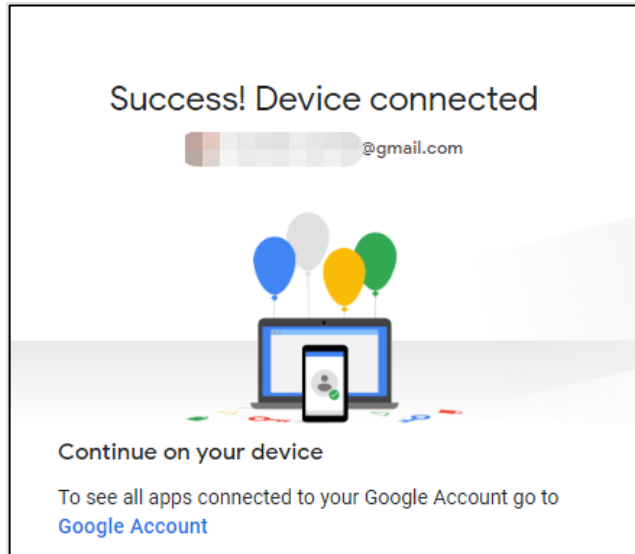 Success! Device connected
@gmail.com
Continue on your device
To see all apps connected to your Google Account go to
Google Account